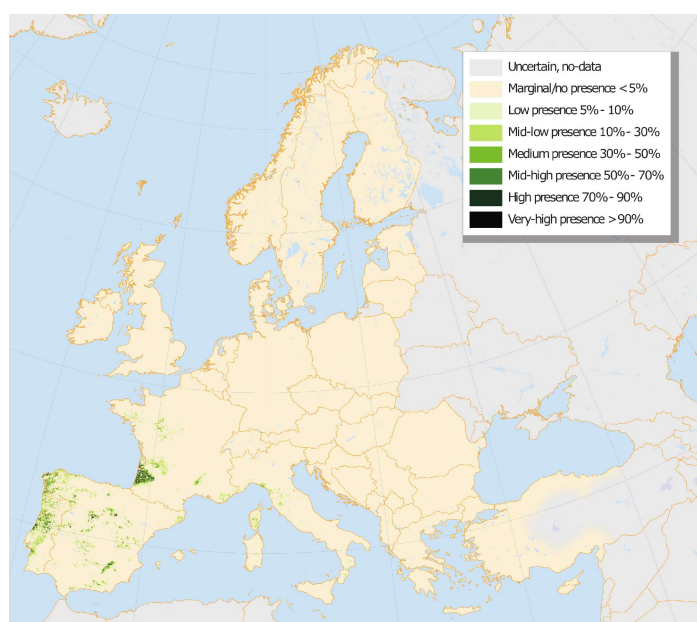 Uncertain, no-data
Marginal/no presence <5%
Low presence 5% - 10%
Mid-low presence 10% - 30%
Medium presence 30% - 50%
Mid-high presence 50% - 70%
High presence 70% - 90%
Very-high presence >90%